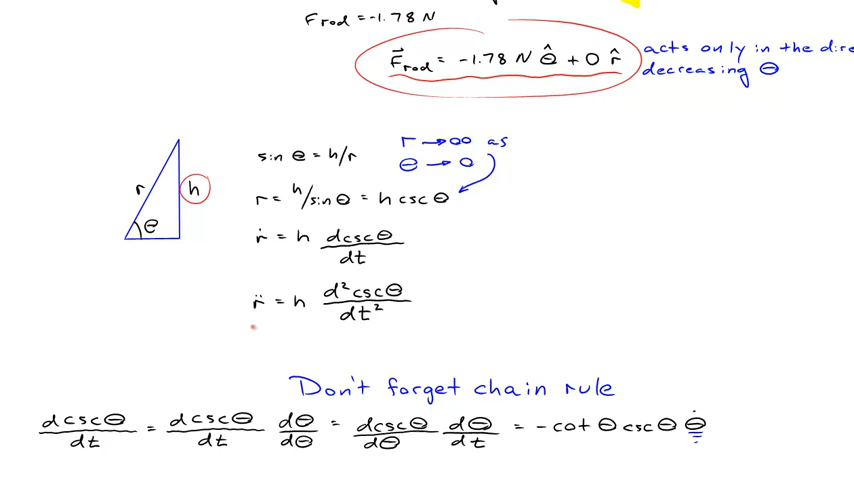 F rod = -1.78 N
F⃗rod = -1.78 N θ̂ + 0 r̂
acts only in the dire
decreasing θ
r → ∞ as
θ → 0
sin θ = h/r
r = h/sin θ = h csc θ
r
h
θ
ṙ = h dcscθ/dt
r̈ = h d²cscθ/dt²
Don't forget chain rule
dcscθ/dt = dcscθ/dt dθ/dθ = dcscθ/dθ dθ/dt = -cot θ csc θ θ̇